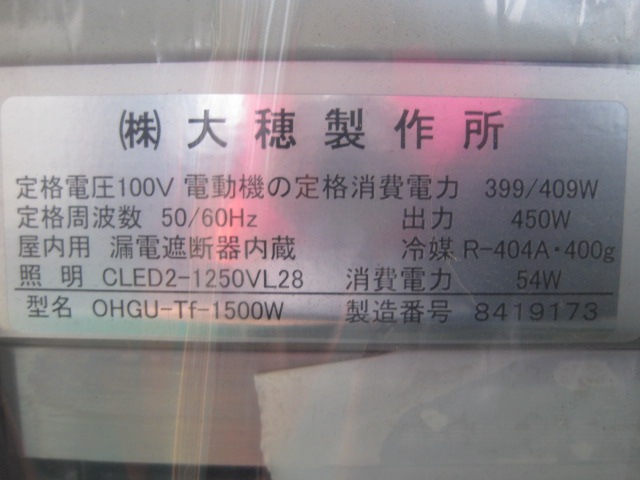 ㈱大穂製作所
定格電圧100V 電動機の定格消費電力 399/409W
定格周波数 50/60Hz 出力 450W
屋内用 漏電遮断器内蔵 冷媒 R-404A・400g
照明 CLED2-1250VL28 消費電力 54W
型名 OHGU-Tf-1500W 製造番号 8419173